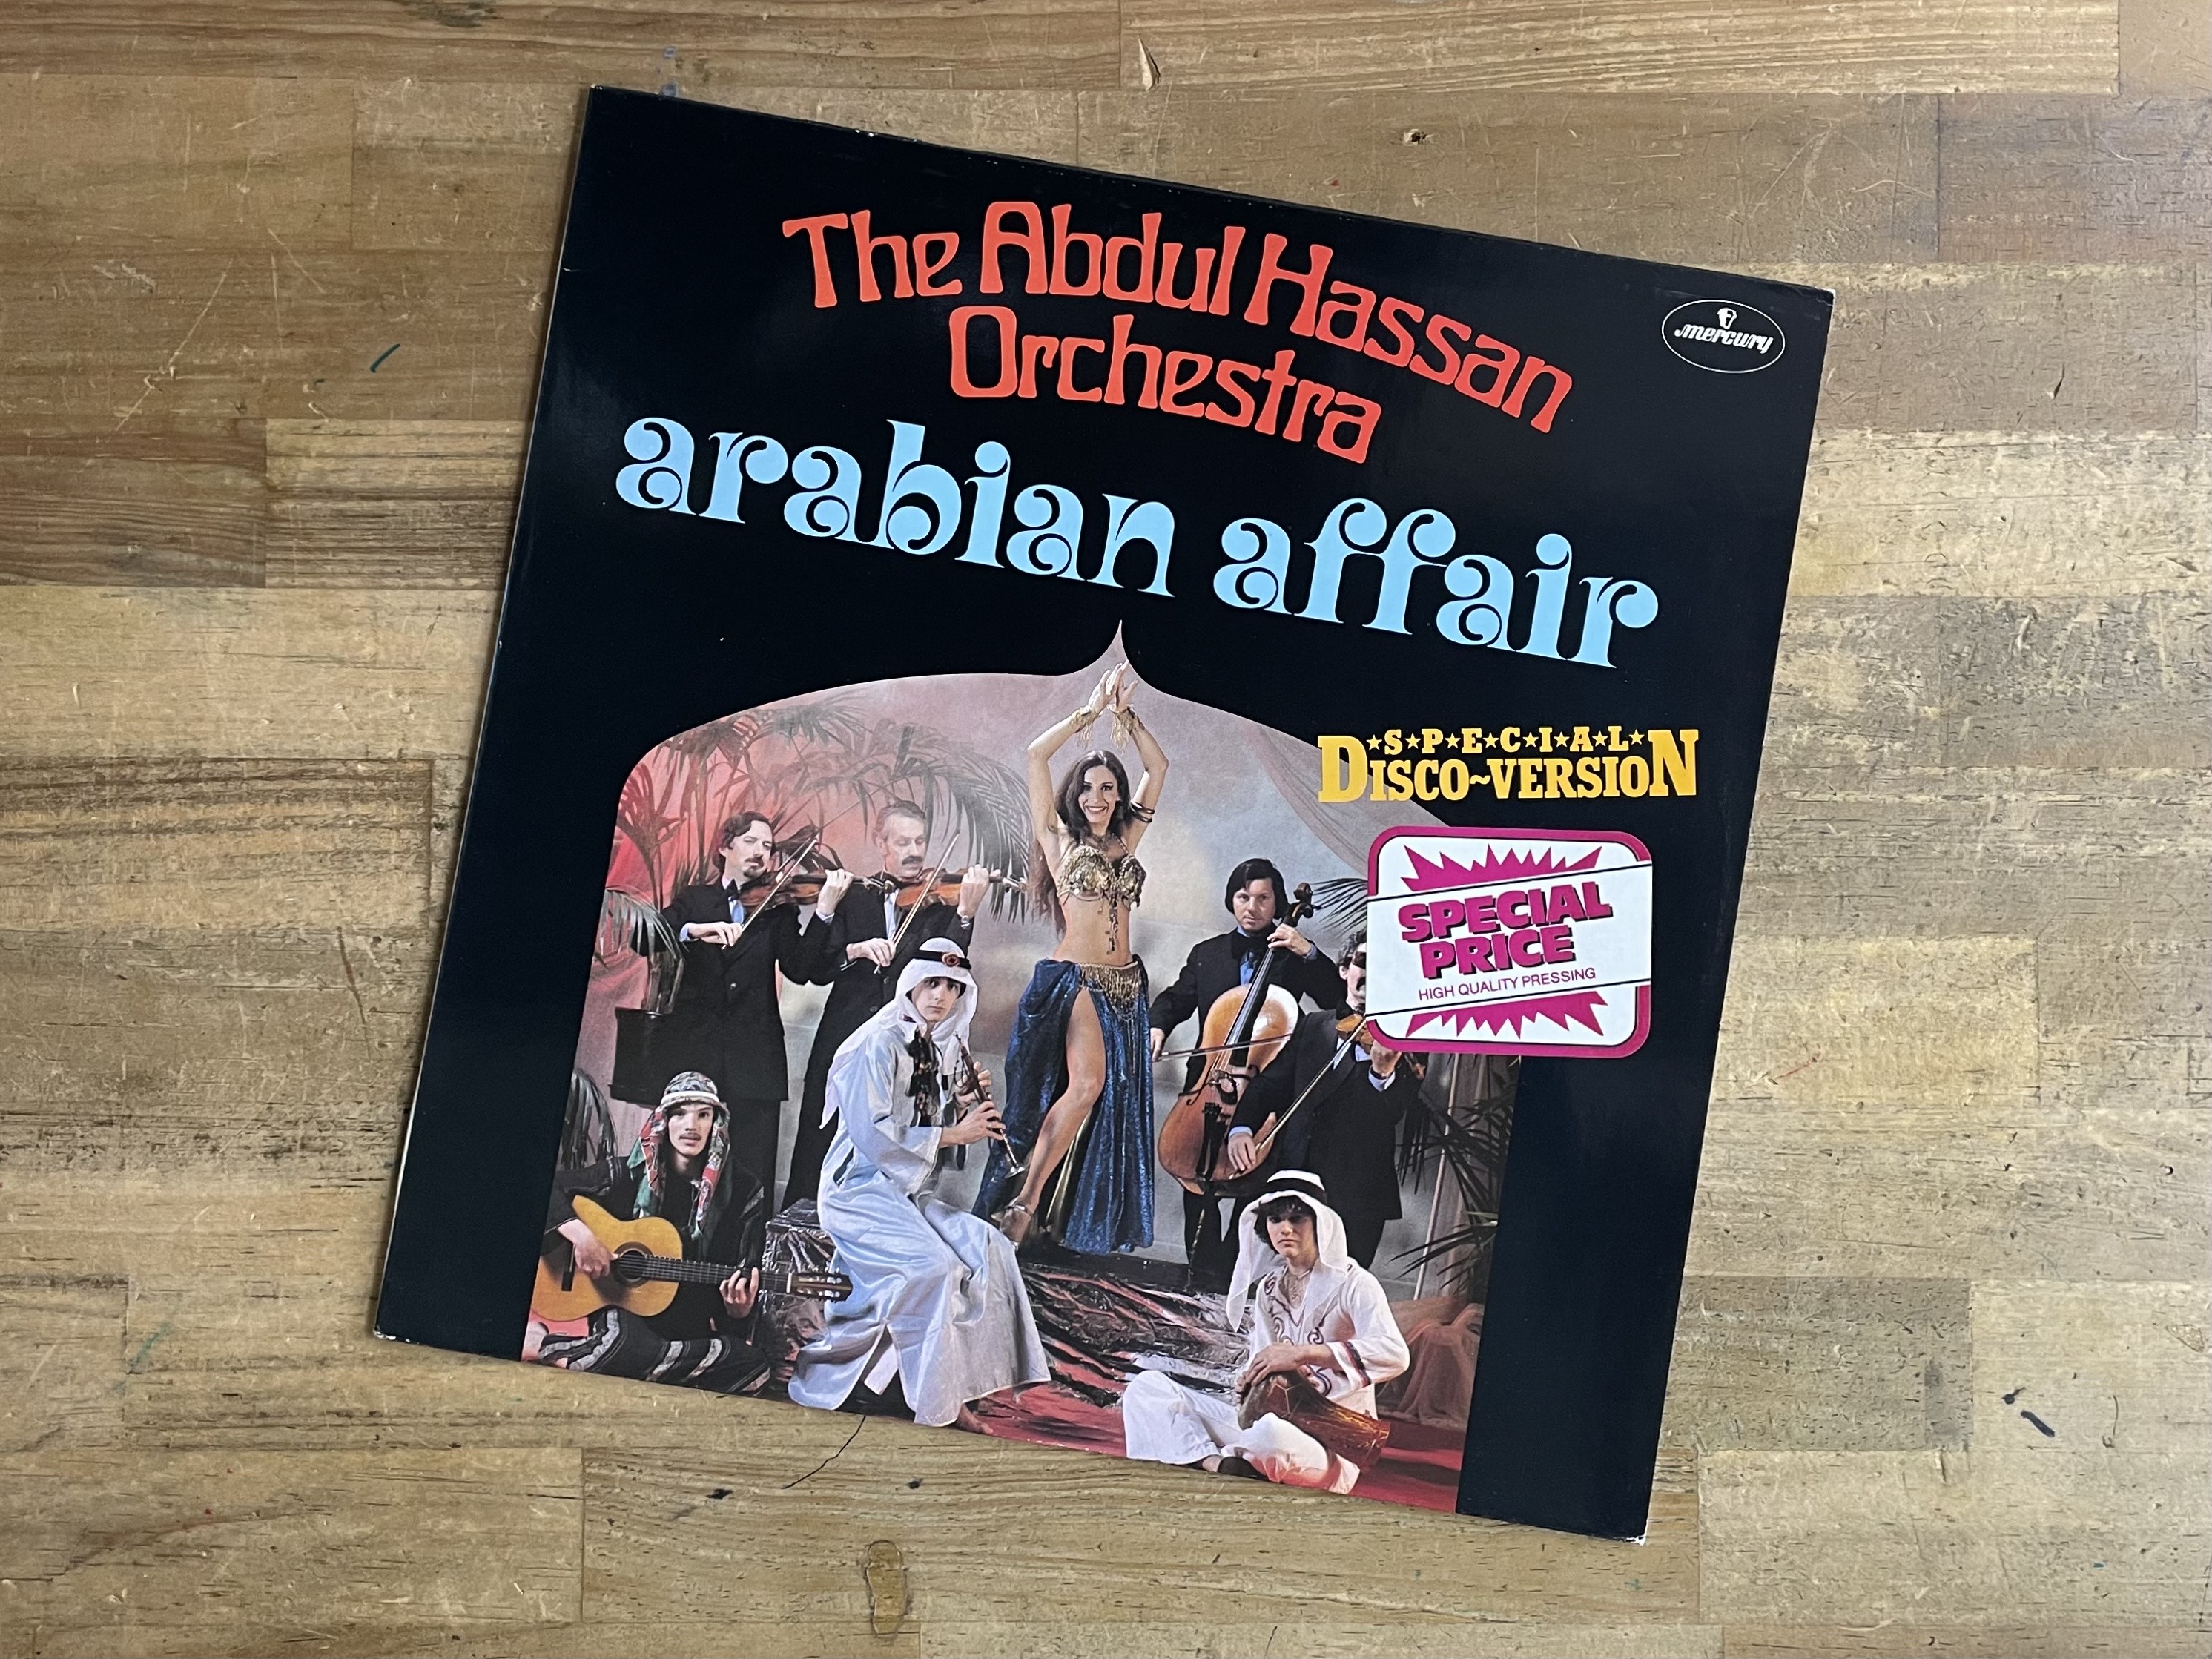 The Abdul Hassan
Orchestra
mercury
arabian affair
S★P★E★C★I★A★L
DISCO~VERSION
SPECIAL
PRICE
HIGH QUALITY PRESSING